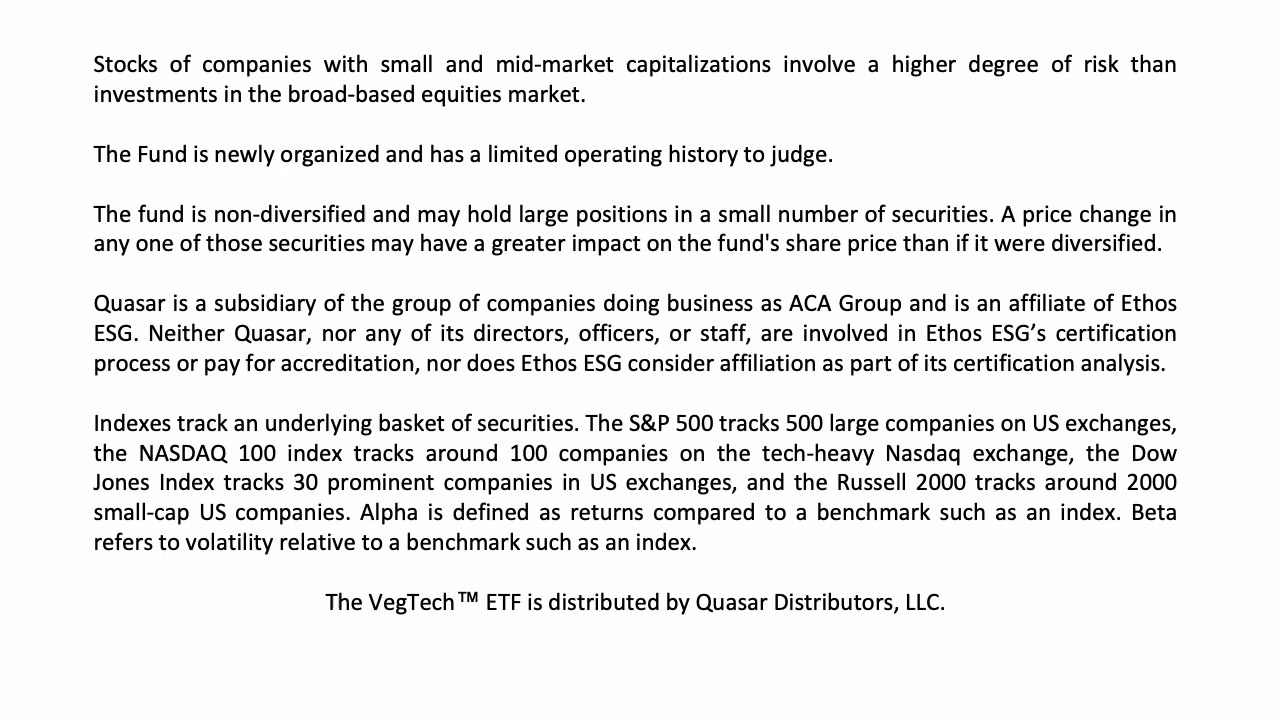 Stocks of companies with small and mid-market capitalizations involve a higher degree of risk than
investments in the broad-based equities market.
The Fund is newly organized and has a limited operating history to judge.
The fund is non-diversified and may hold large positions in a small number of securities. A price change in
any one of those securities may have a greater impact on the fund's share price than if it were diversified.
Quasar is a subsidiary of the group of companies doing business as ACA Group and is an affiliate of Ethos
ESG. Neither Quasar, nor any of its directors, officers, or staff, are involved in Ethos ESG’s certification
process or pay for accreditation, nor does Ethos ESG consider affiliation as part of its certification analysis.
Indexes track an underlying basket of securities. The S&P 500 tracks 500 large companies on US exchanges,
the NASDAQ 100 index tracks around 100 companies on the tech-heavy Nasdaq exchange, the Dow
Jones Index tracks 30 prominent companies in US exchanges, and the Russell 2000 tracks around 2000
small-cap US companies. Alpha is defined as returns compared to a benchmark such as an index. Beta
refers to volatility relative to a benchmark such as an index.
The VegTech™ ETF is distributed by Quasar Distributors, LLC.